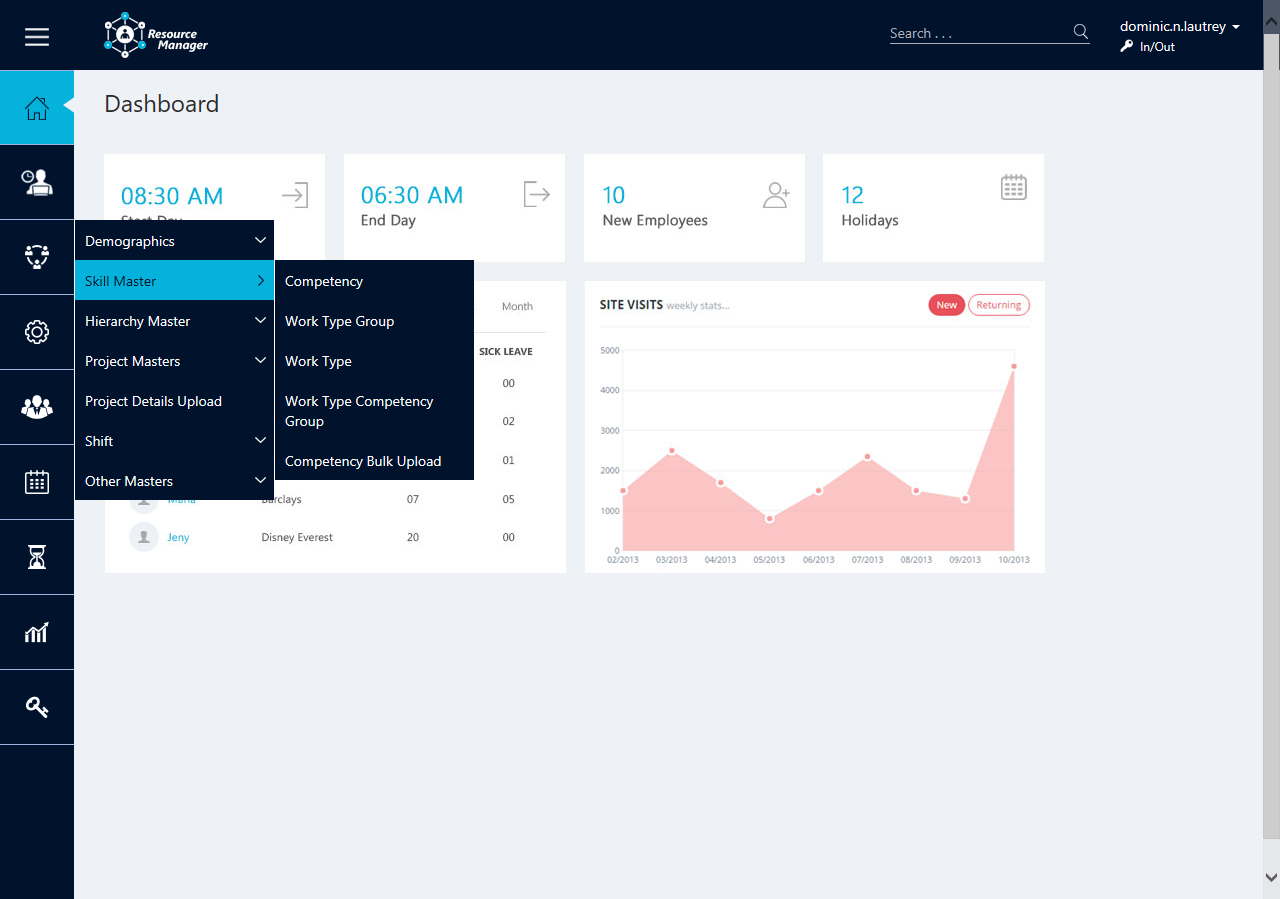 Resource
Manager
Search . . .
dominic.n.lautrey
In/Out
Dashboard
08:30 AM
Start Day
06:30 AM
End Day
10
New Employees
12
Holidays
Demographics
Skill Master
Hierarchy Master
Project Masters
Project Details Upload
Shift
Other Masters
Competency
Work Type Group
Work Type
Work Type Competency
Group
Competency Bulk Upload
Month
SICK LEAVE
00
02
01
Maria Barclays 07 05
Jeny Disney Everest 20 00
SITE VISITS weekly stats... New Returning
5000
4000
3000
2000
1000
0
02/2013 03/2013 04/2013 05/2013 06/2013 07/2013 08/2013 09/2013 10/2013